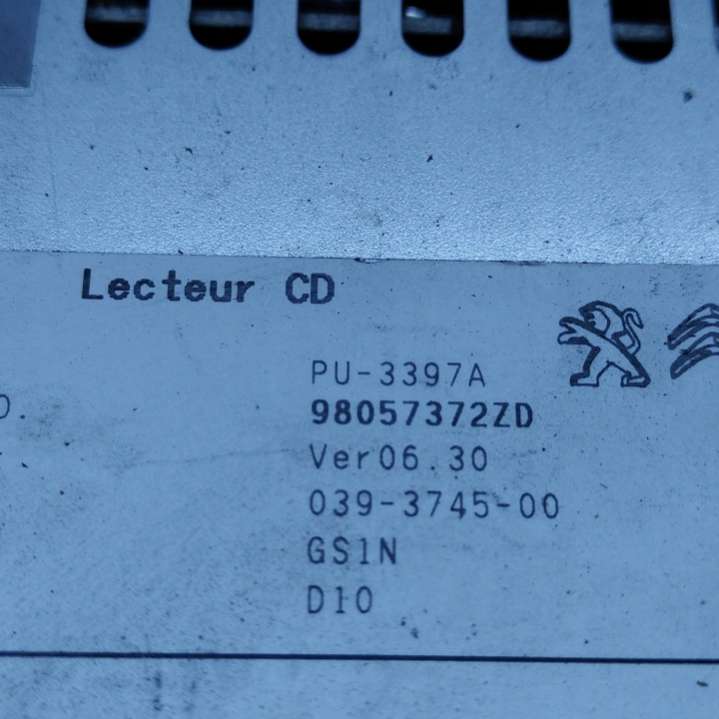 Lecteur CD
PU-3397A
98057372ZD
Ver06.30
039-3745-00
GS1N
D10